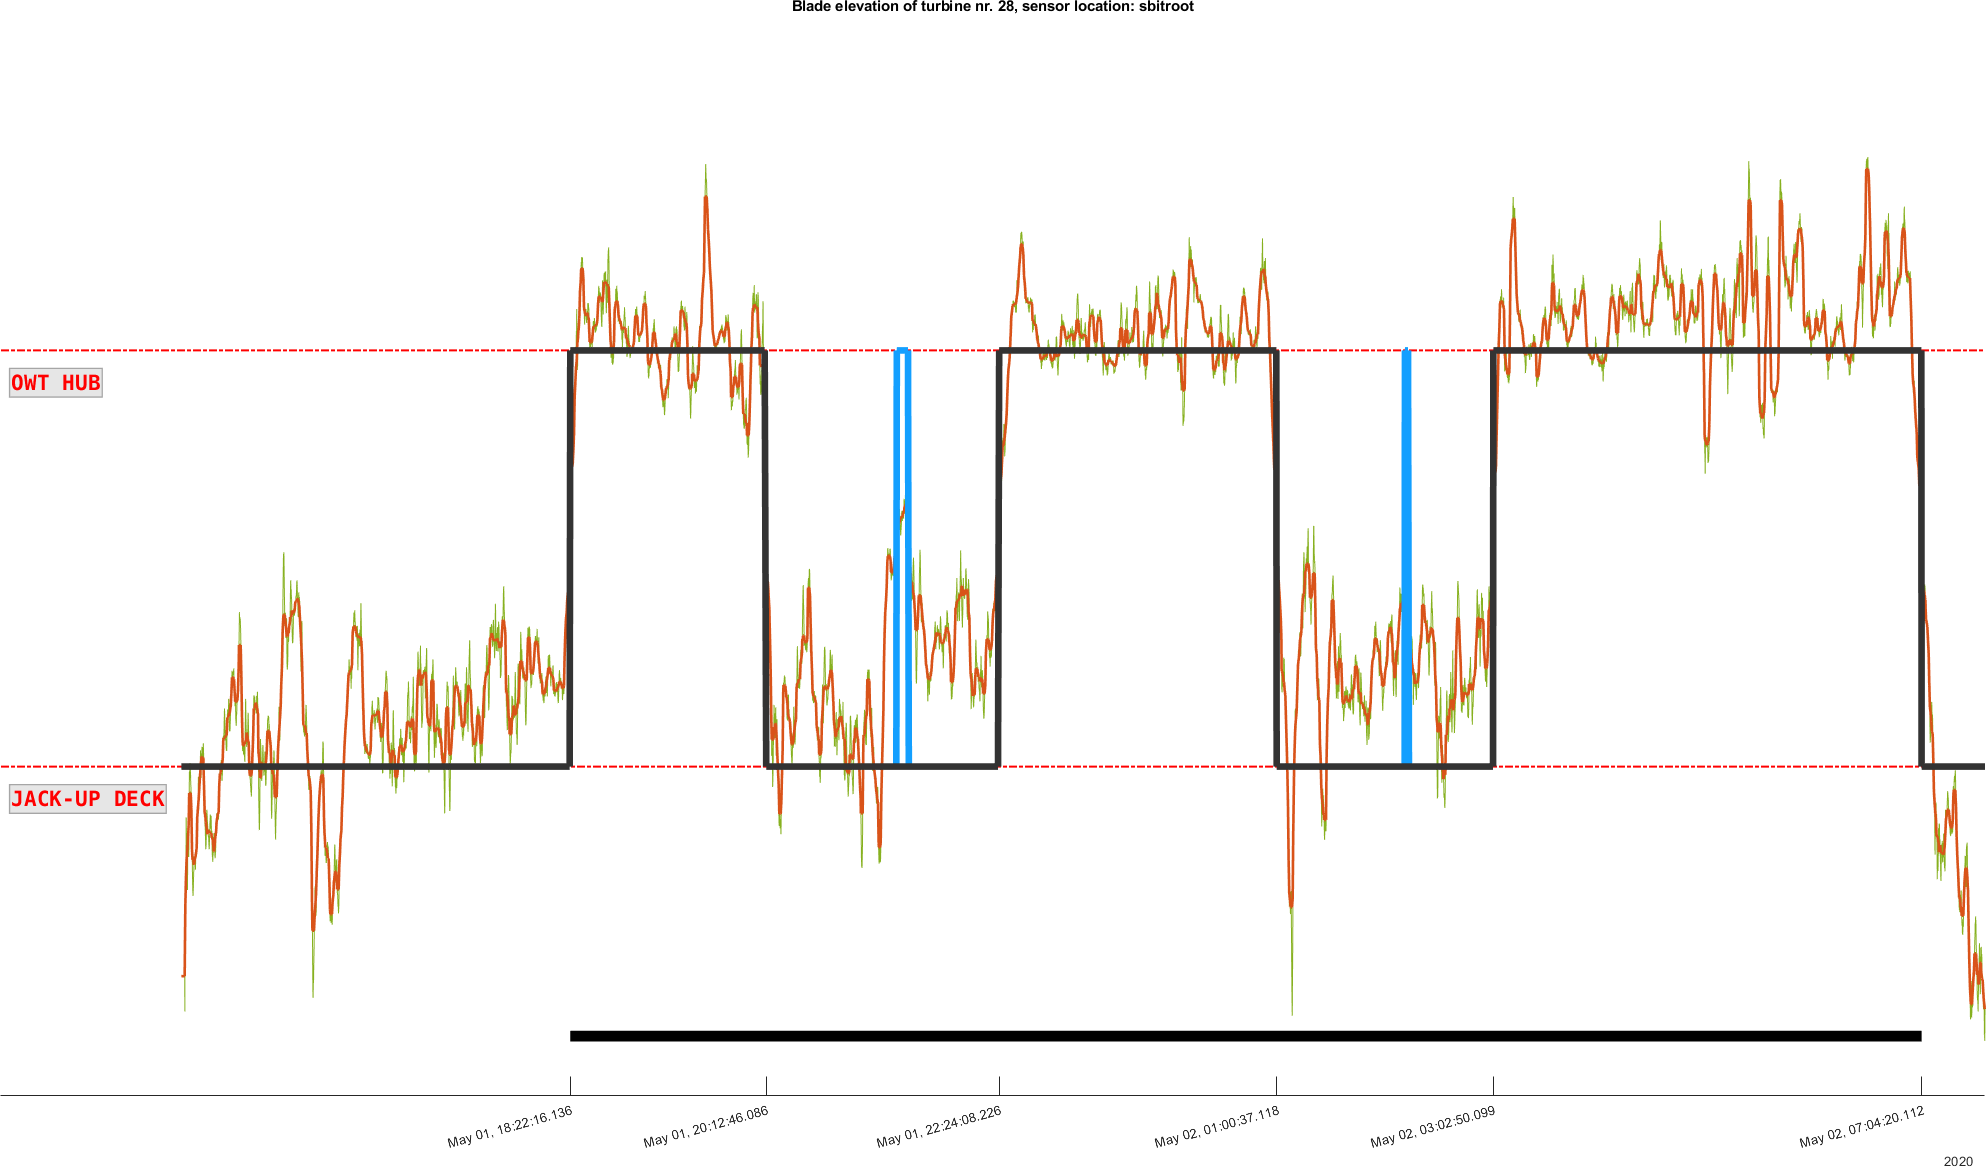 Blade elevation of turbine nr. 28, sensor location: sbitroot
OWT HUB
JACK-UP DECK
May 01, 18:22:16.136
May 01, 20:12:46.086
May 01, 22:24:08.226
May 02, 01:00:37.118
May 02, 03:02:50.099
May 02, 07:04:20.112
2020